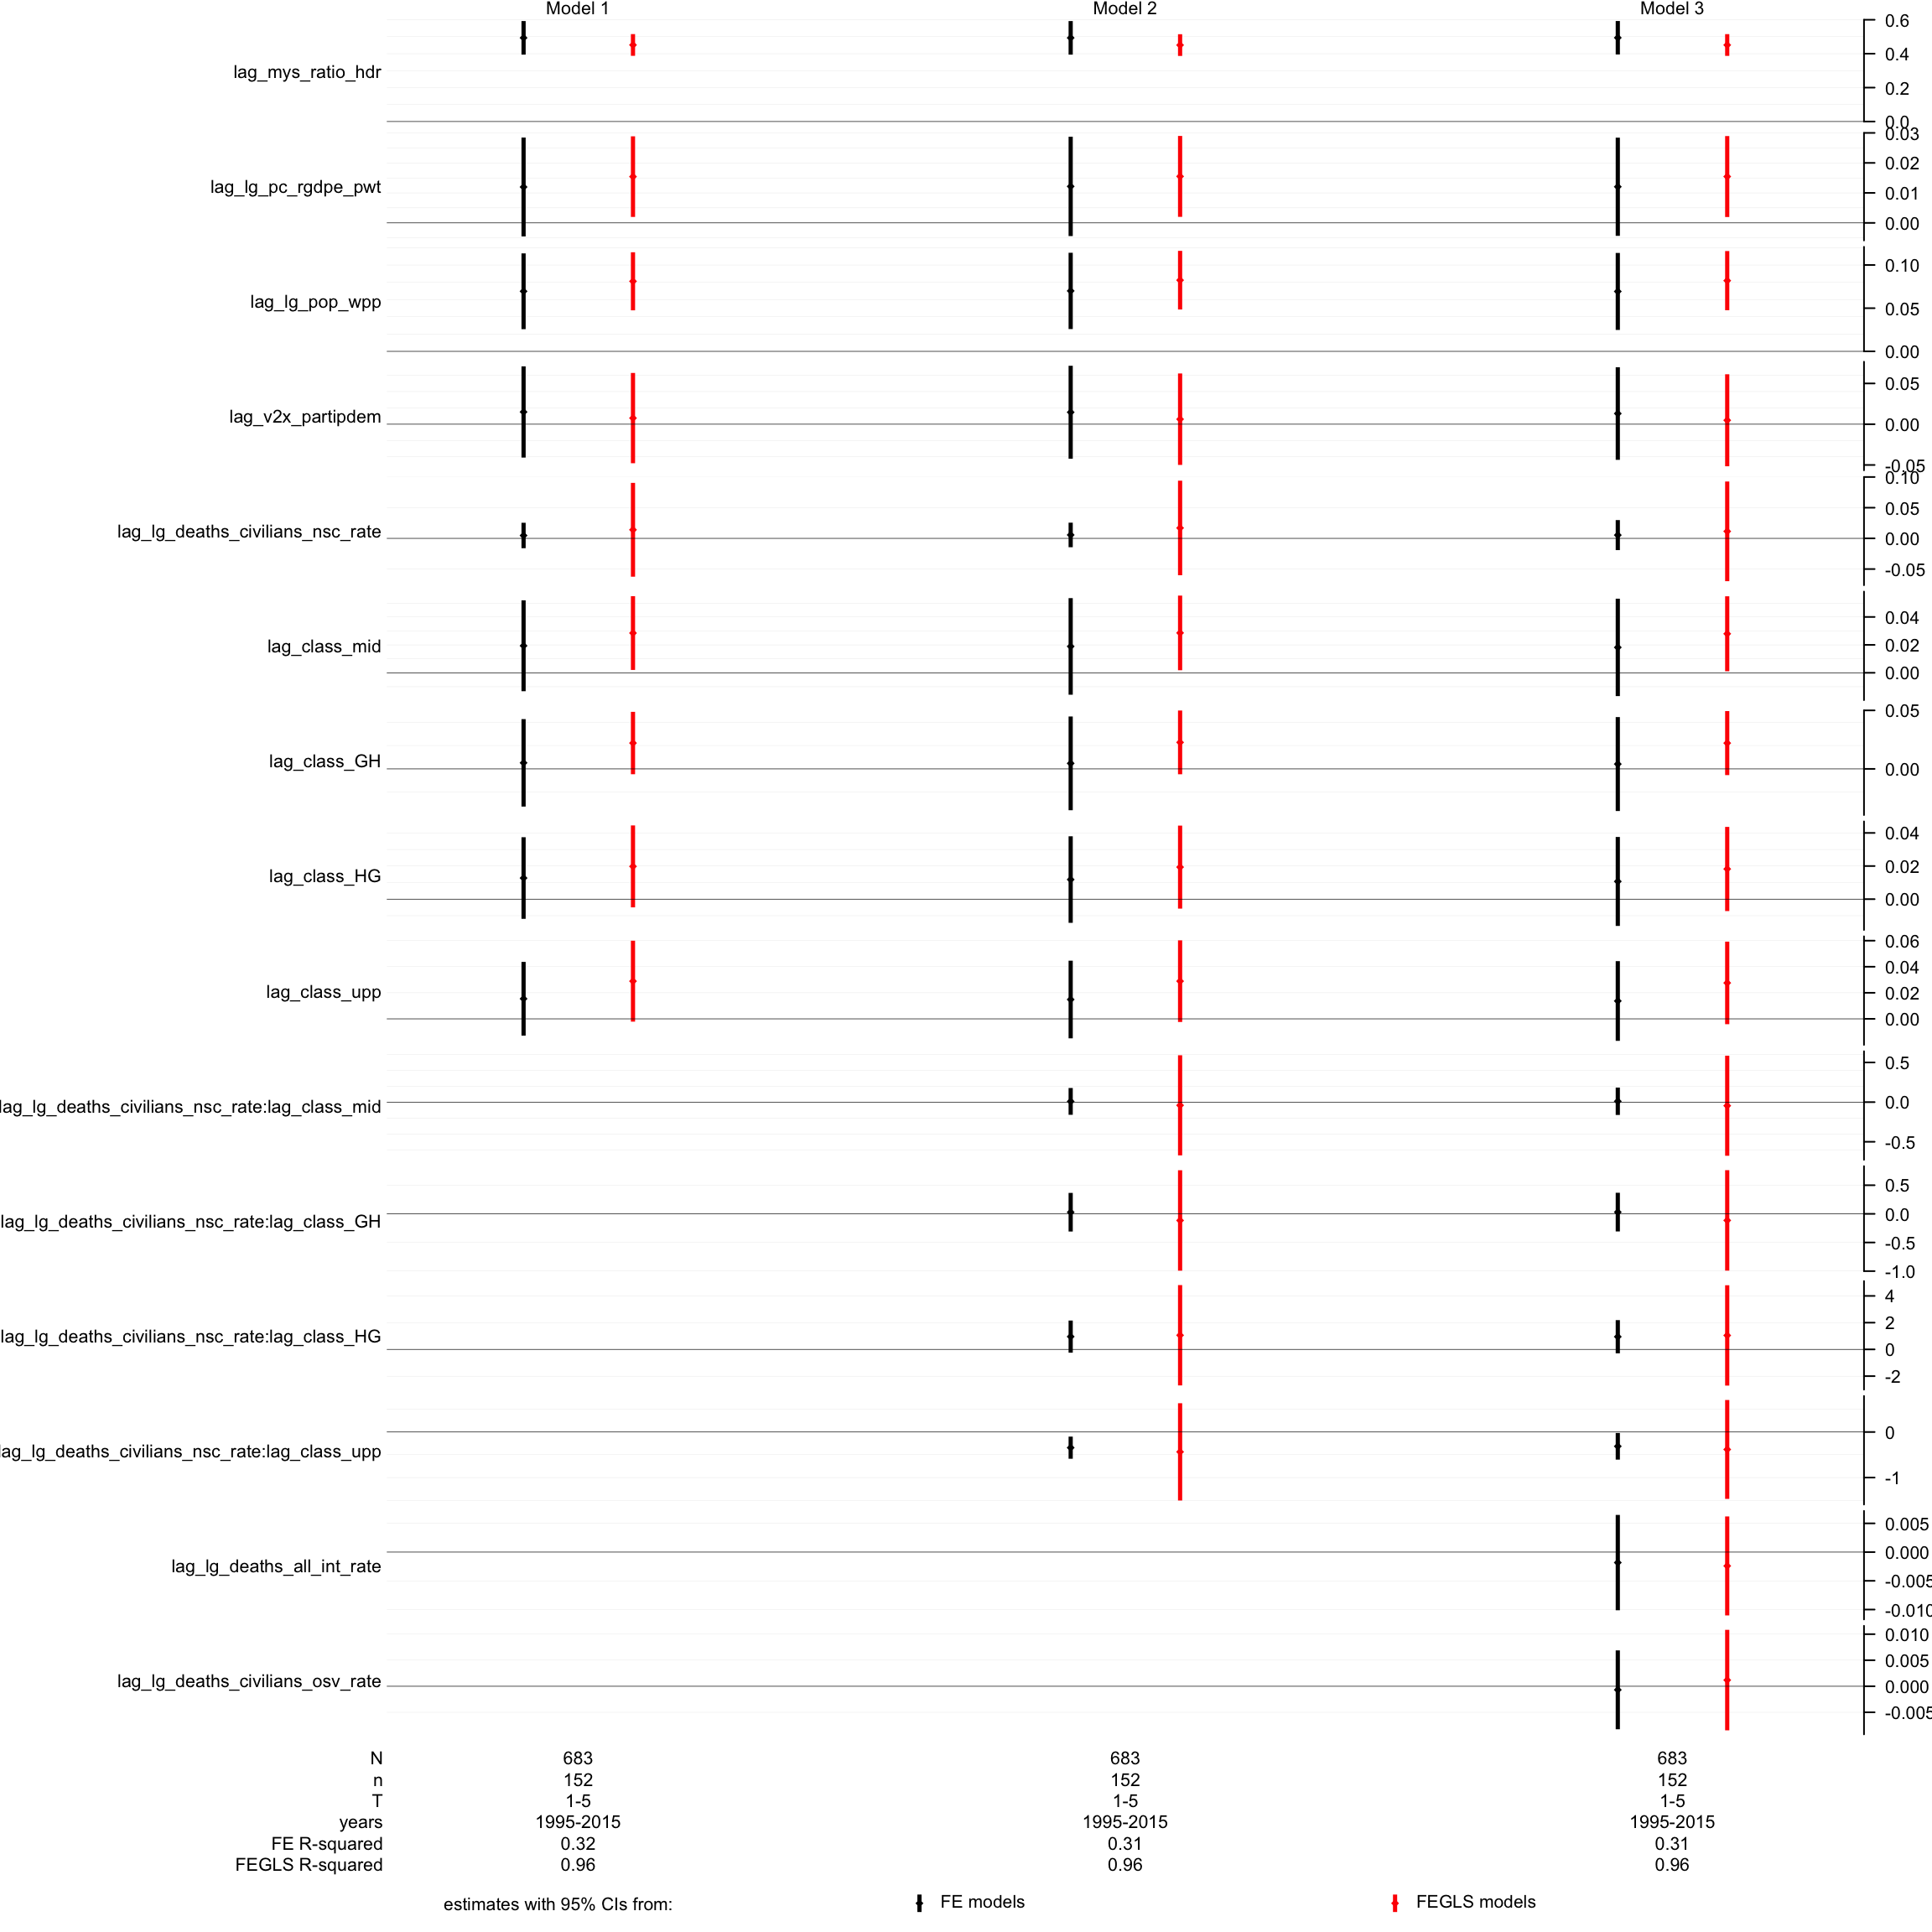 Model 1 Model 2 Model 3
lag_mys_ratio_hdr
0.6
0.4
0.2
0.0
lag_lg_pc_rgdpe_pwt
0.03
0.02
0.01
0.00
lag_lg_pop_wpp
0.10
0.05
0.00
lag_v2x_partipdem
0.05
0.00
-0.05
lag_lg_deaths_civilians_nsc_rate
0.10
0.05
0.00
-0.05
lag_class_mid
0.04
0.02
0.00
lag_class_GH
0.05
0.00
lag_class_HG
0.04
0.02
0.00
lag_class_upp
0.06
0.04
0.02
0.00
lag_lg_deaths_civilians_nsc_rate:lag_class_mid
0.5
0.0
-0.5
lag_lg_deaths_civilians_nsc_rate:lag_class_GH
0.5
0.0
-0.5
-1.0
lag_lg_deaths_civilians_nsc_rate:lag_class_HG
4
2
0
-2
lag_lg_deaths_civilians_nsc_rate:lag_class_upp
0
-1
lag_lg_deaths_all_int_rate
0.005
0.000
-0.005
-0.010
lag_lg_deaths_civilians_osv_rate
0.010
0.005
0.000
-0.005
N 683 683 683
n 152 152 152
T 1-5 1-5 1-5
years 1995-2015 1995-2015 1995-2015
FE R-squared 0.32 0.31 0.31
FEGLS R-squared 0.96 0.96 0.96
estimates with 95% CIs from: FE models FEGLS models